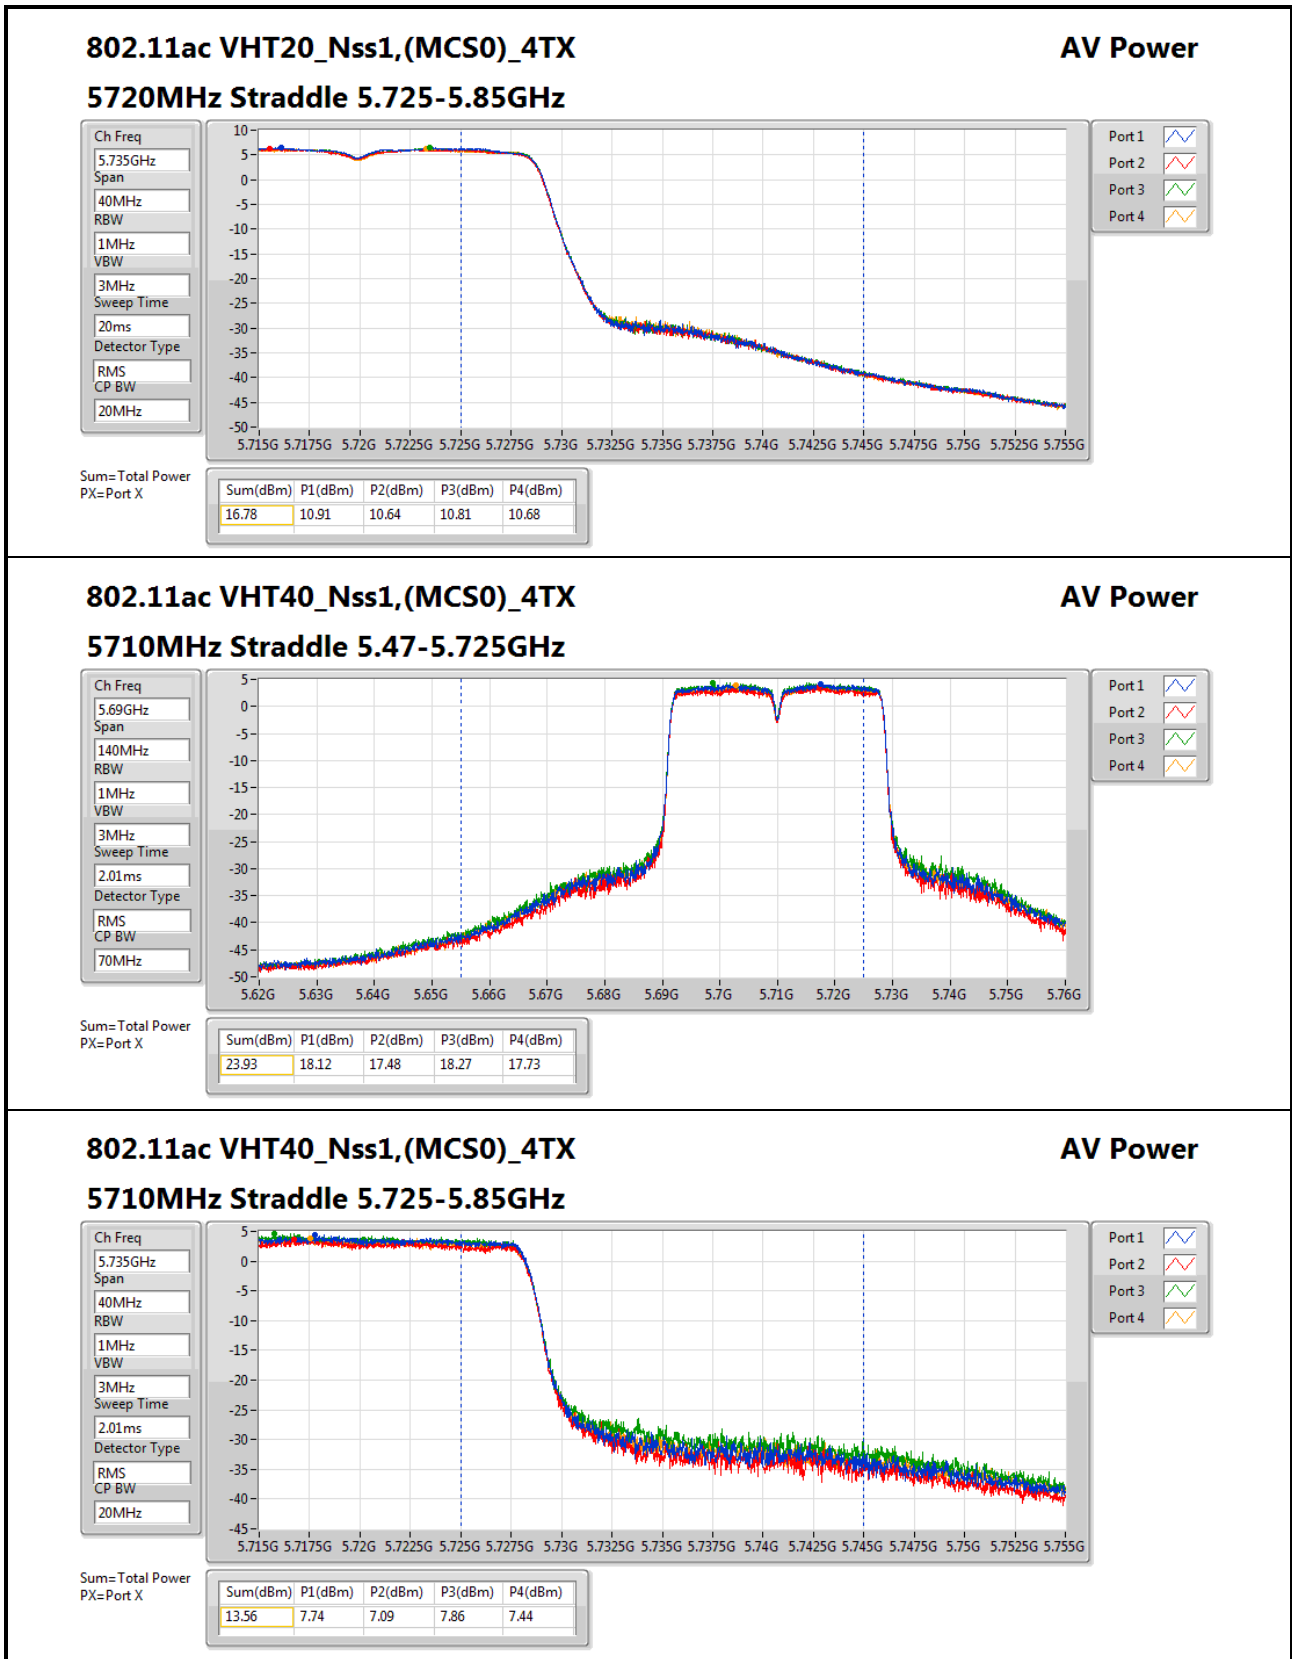 802.11ac VHT20_Nss1,(MCS0)_4TX AV Power
5720MHz Straddle 5.725-5.85GHz
Ch Freq
5.735GHz
Span
40MHz
RBW
1MHz
VBW
3MHz
Sweep Time
20ms
Detector Type
RMS
CP BW
20MHz
10
5
0
-5
-10
-15
-20
-25
-30
-35
-40
-45
-50
5.715G 5.7175G 5.72G 5.7225G 5.725G 5.7275G 5.73G 5.7325G 5.735G 5.7375G 5.74G 5.7425G 5.745G 5.7475G 5.75G 5.7525G 5.755G
Port 1
Port 2
Port 3
Port 4
Sum=Total Power
PX=Port X
Sum(dBm) P1(dBm) P2(dBm) P3(dBm) P4(dBm)
16.78 10.91 10.64 10.81 10.68
802.11ac VHT40_Nss1,(MCS0)_4TX AV Power
5710MHz Straddle 5.47-5.725GHz
Ch Freq
5.69GHz
Span
140MHz
RBW
1MHz
VBW
3MHz
Sweep Time
2.01ms
Detector Type
RMS
CP BW
70MHz
5
0
-5
-10
-15
-20
-25
-30
-35
-40
-45
-50
5.62G 5.63G 5.64G 5.65G 5.66G 5.67G 5.68G 5.69G 5.7G 5.71G 5.72G 5.73G 5.74G 5.75G 5.76G
Port 1
Port 2
Port 3
Port 4
Sum=Total Power
PX=Port X
Sum(dBm) P1(dBm) P2(dBm) P3(dBm) P4(dBm)
23.93 18.12 17.48 18.27 17.73
802.11ac VHT40_Nss1,(MCS0)_4TX AV Power
5710MHz Straddle 5.725-5.85GHz
Ch Freq
5.735GHz
Span
40MHz
RBW
1MHz
VBW
3MHz
Sweep Time
2.01ms
Detector Type
RMS
CP BW
20MHz
5
0
-5
-10
-15
-20
-25
-30
-35
-40
-45
5.715G 5.7175G 5.72G 5.7225G 5.725G 5.7275G 5.73G 5.7325G 5.735G 5.7375G 5.74G 5.7425G 5.745G 5.7475G 5.75G 5.7525G 5.755G
Port 1
Port 2
Port 3
Port 4
Sum=Total Power
PX=Port X
Sum(dBm) P1(dBm) P2(dBm) P3(dBm) P4(dBm)
13.56 7.74 7.09 7.86 7.44